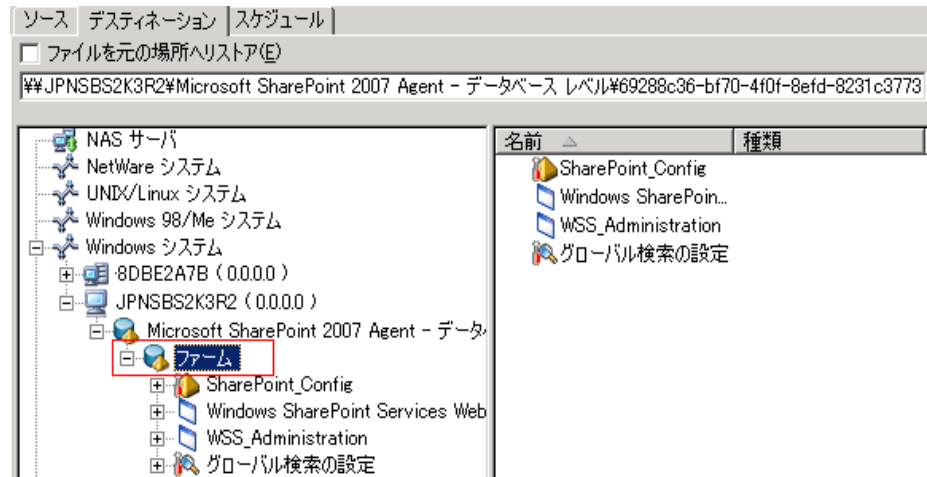 ソース デスティネーション スケジュール
ファイルを元の場所へリストア(E)
¥¥JPNSBS2K3R2¥Microsoft SharePoint 2007 Agent - データベース レベル¥69288c36-bf70-4f0f-8efd-8231c3773
NAS サーバ
NetWare システム
UNIX/Linux システム
Windows 98/Me システム
Windows システム
8DBE2A7B ( 0.0.0.0 )
JPNSBS2K3R2 ( 0.0.0.0 )
Microsoft SharePoint 2007 Agent - データ
ファーム
SharePoint_Config
Windows SharePoint Services Web
WSS_Administration
グローバル検索の設定
名前 種類
SharePoint_Config
Windows SharePoin...
WSS_Administration
グローバル検索の設定